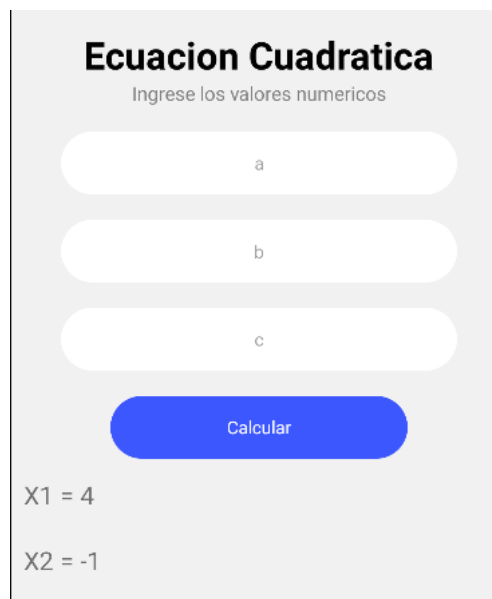 Ecuacion Cuadratica
Ingrese los valores numericos
a
b
c
Calcular
X1 = 4
X2 = -1